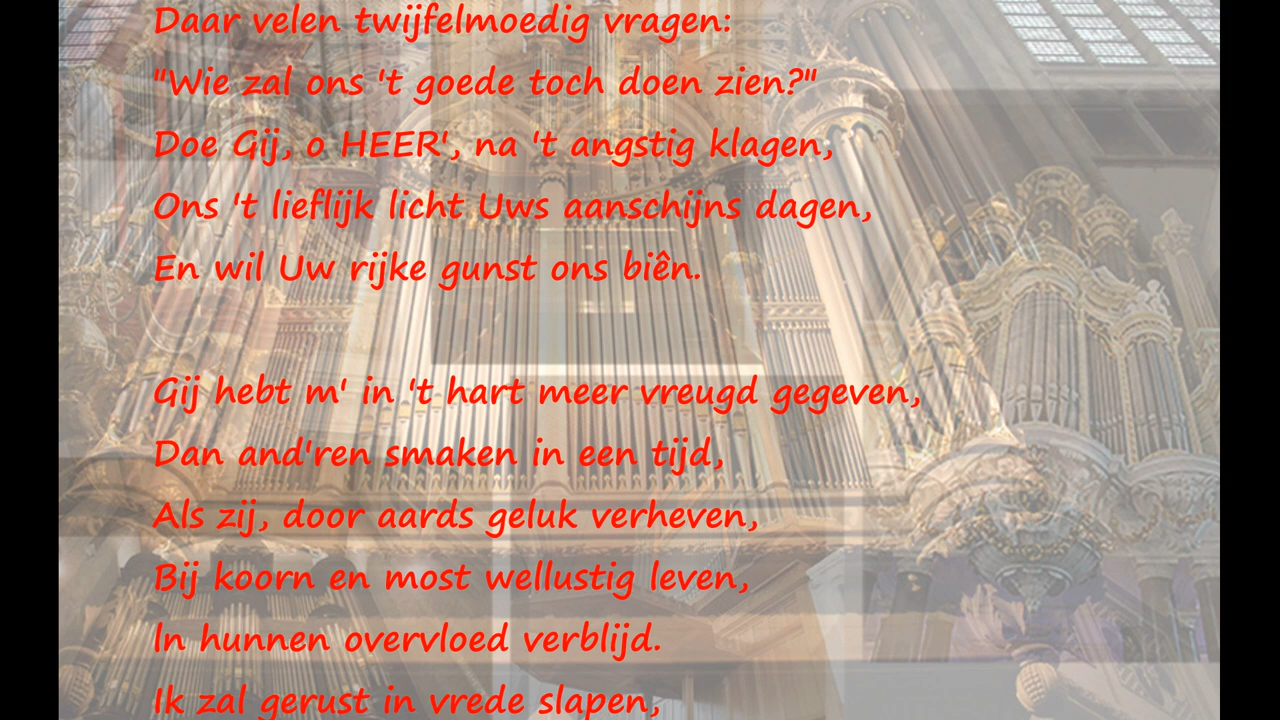 Daar velen twijfelmoedig vragen:
"Wie zal ons 't goede toch doen zien?"
Doe Gij, o HEER', na 't angstig klagen,
Ons 't lieflijk licht Uws aanschijns dagen,
En wil Uw rijke gunst ons biên.
Gij hebt m' in 't hart meer vreugd gegeven,
Dan and'ren smaken in een tijd,
Als zij, door aards geluk verheven,
Bij koorn en most wellustig leven,
ln hunnen overvloed verblijd.
Ik zal gerust in vrede slapen,